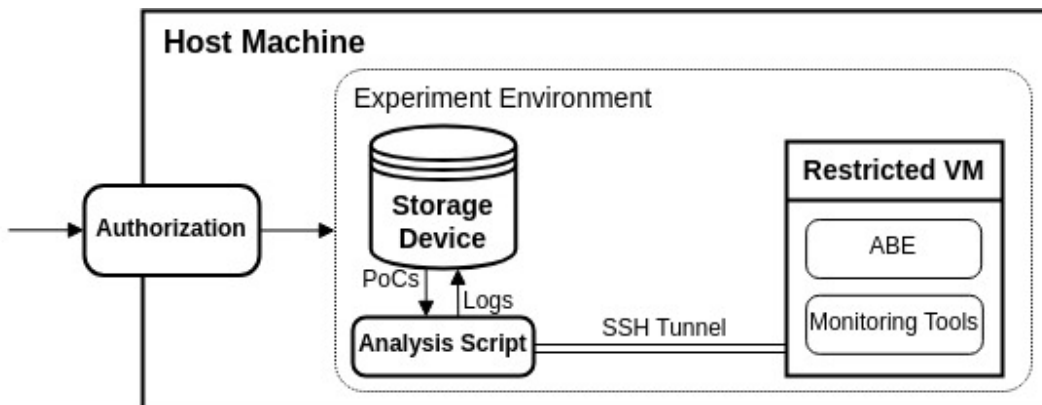 Host Machine
Experiment Environment
Storage
Device
Restricted VM
Authorization
ABE
PoCs
Logs
Monitoring Tools
Analysis Script
SSH Tunnel